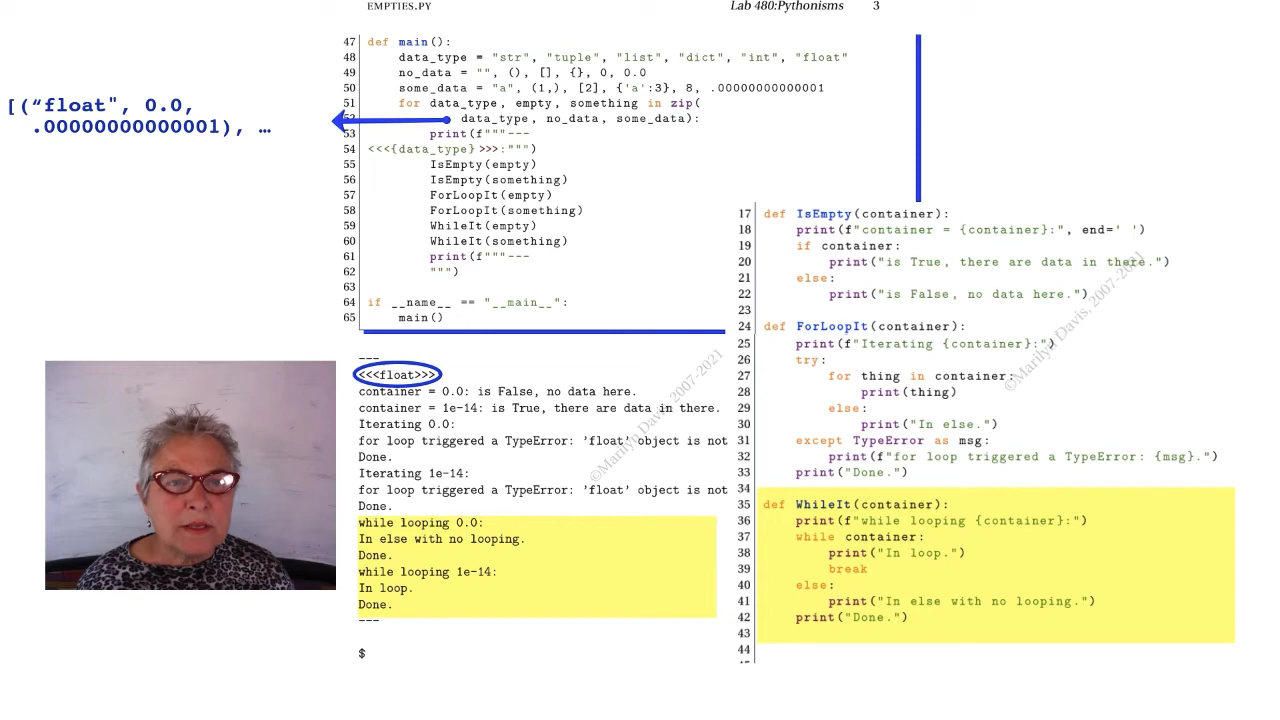 EMPTIES.PY
Lab 480:Pythonisms 3
47 def main():
48 data_type = "str", "tuple", "list", "dict", "int", "float"
49 no_data = "", (), [], {}, 0, 0.0
50 some_data = "a", (1,), [2], {'a':3}, 8, .00000000000001
51 for data_type, empty, something in zip(
data_type, no_data, some_data):
53 print(f"""---
54 <<<{data_type}>>>:""")
55 IsEmpty(empty)
56 IsEmpty(something)
57 ForLoopIt(empty)
58 ForLoopIt(something)
59 WhileIt(empty)
60 WhileIt(something)
61 print(f"""---
62 """)
63
64 if __name__ == "__main__":
65 main()
[(“float", 0.0,
.00000000000001), …
---
<<<float>>>
container = 0.0: is False, no data here.
container = 1e-14: is True, there are data in there.
Iterating 0.0:
for loop triggered a TypeError: ’float’ object is not
Done.
Iterating 1e-14:
for loop triggered a TypeError: ’float’ object is not
Done.
while looping 0.0:
In else with no looping.
Done.
while looping 1e-14:
In loop.
Done.
---
$
©Marilyn Davis, 2007-2021
17 def IsEmpty(container):
18 print(f"container = {container}:", end=' ')
19 if container:
20 print("is True, there are data in there.")
21 else:
22 print("is False, no data here.")
23
24 def ForLoopIt(container):
25 print(f"Iterating {container}:")
26 try:
27 for thing in container:
28 print(thing)
29 else:
30 print("In else.")
31 except TypeError as msg:
32 print(f"for loop triggered a TypeError: {msg}.")
33 print("Done.")
34
35 def WhileIt(container):
36 print(f"while looping {container}:")
37 while container:
38 print("In loop.")
39 break
40 else:
41 print("In else with no looping.")
42 print("Done.")
43
44
©Marilyn Davis, 2007-2021